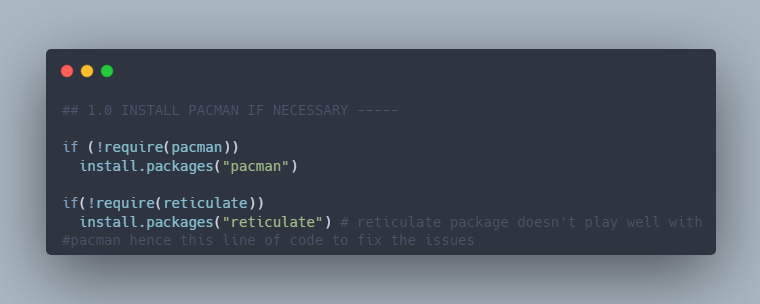 ## 1.0 INSTALL PACMAN IF NECESSARY -----
if (!require(pacman))
  install.packages("pacman")
if(!require(reticulate))
  install.packages("reticulate") # reticulate package doesn't play well with
#pacman hence this line of code to fix the issues